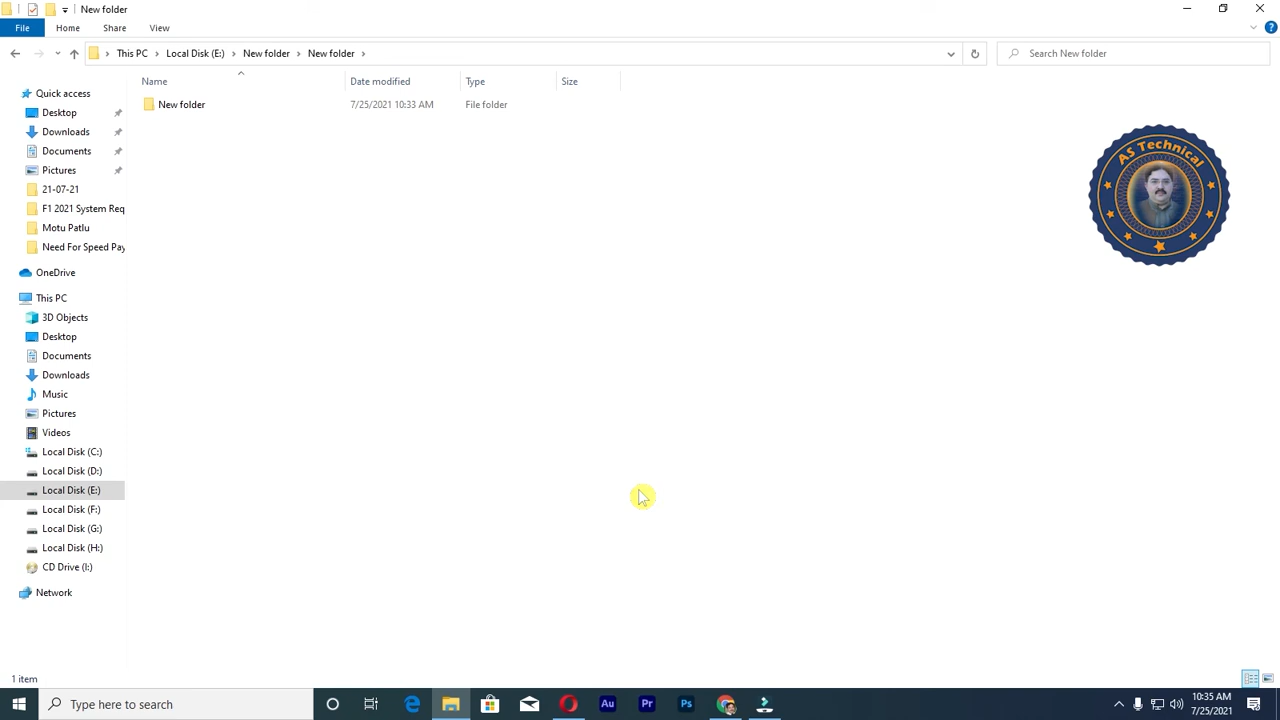 New folder
File Home Share View
This PC Local Disk (E:) New folder New folder
Search New folder
Name Date modified Type Size
New folder 7/25/2021 10:33 AM File folder
Quick access
Desktop
Downloads
Documents
Pictures
21-07-21
F1 2021 System Req
Motu Patlu
Need For Speed Pay
OneDrive
This PC
3D Objects
Desktop
Documents
Downloads
Music
Pictures
Videos
Local Disk (C:)
Local Disk (D:)
Local Disk (E:)
Local Disk (F:)
Local Disk (G:)
Local Disk (H:)
CD Drive (I:)
Network
AS Technical
1 item
Type here to search
Au Pr Ps
10:35 AM
7/25/2021